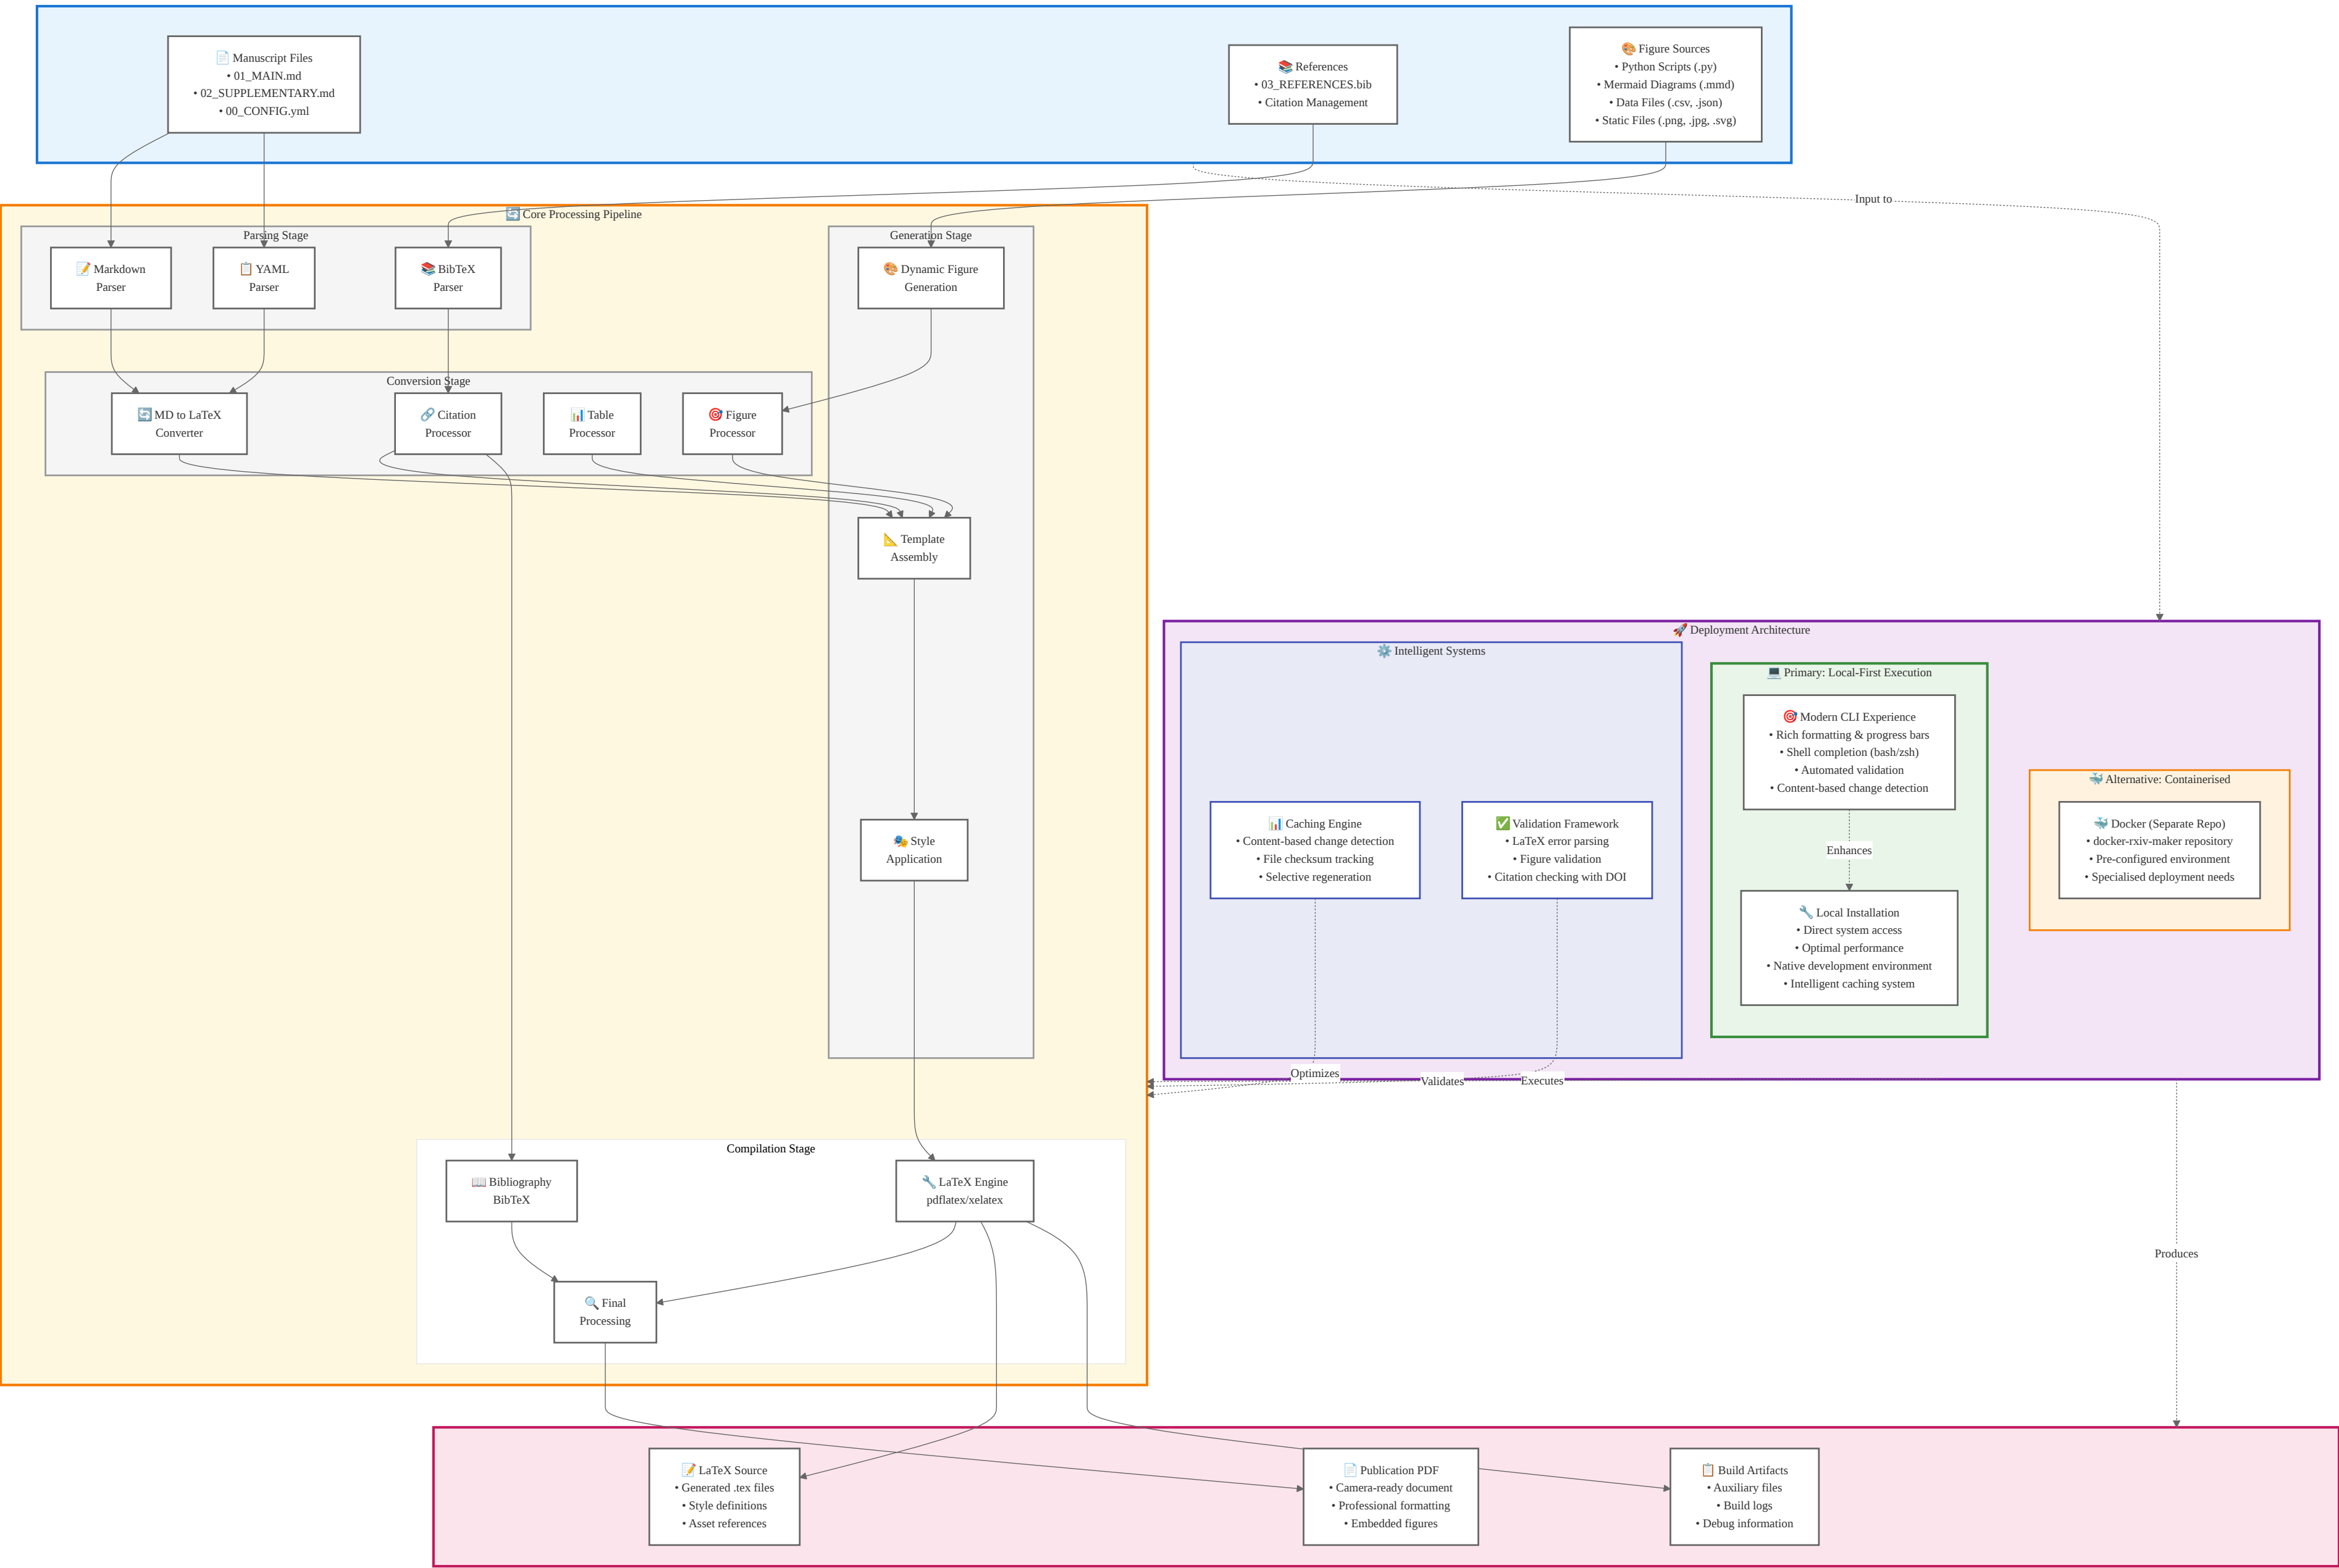 📄 Manuscript Files
• 01_MAIN.md
• 02_SUPPLEMENTARY.md
• 00_CONFIG.yml
📚 References
• 03_REFERENCES.bib
• Citation Management
🎨 Figure Sources
• Python Scripts (.py)
• Mermaid Diagrams (.mmd)
• Data Files (.csv, .json)
• Static Files (.png, .jpg, .svg)
Input to
🔄 Core Processing Pipeline
Parsing Stage
📝 Markdown
Parser
📋 YAML
Parser
📚 BibTeX
Parser
Generation Stage
🎨 Dynamic Figure
Generation
Conversion Stage
🔄 MD to LaTeX
Converter
🔗 Citation
Processor
📊 Table
Processor
🎯 Figure
Processor
📐 Template
Assembly
🎭 Style
Application
🚀 Deployment Architecture
⚙️ Intelligent Systems
📊 Caching Engine
• Content-based change detection
• File checksum tracking
• Selective regeneration
✅ Validation Framework
• LaTeX error parsing
• Figure validation
• Citation checking with DOI
💻 Primary: Local-First Execution
🎯 Modern CLI Experience
• Rich formatting & progress bars
• Shell completion (bash/zsh)
• Automated validation
• Content-based change detection
Enhances
🔧 Local Installation
• Direct system access
• Optimal performance
• Native development environment
• Intelligent caching system
🐳 Alternative: Containerised
🐳 Docker (Separate Repo)
• docker-rxiv-maker repository
• Pre-configured environment
• Specialised deployment needs
Optimizes
Validates
Executes
Compilation Stage
📖 Bibliography
BibTeX
🔧 LaTeX Engine
pdflatex/xelatex
🔍 Final
Processing
Produces
📝 LaTeX Source
• Generated .tex files
• Style definitions
• Asset references
📄 Publication PDF
• Camera-ready document
• Professional formatting
• Embedded figures
📋 Build Artifacts
• Auxiliary files
• Build logs
• Debug information